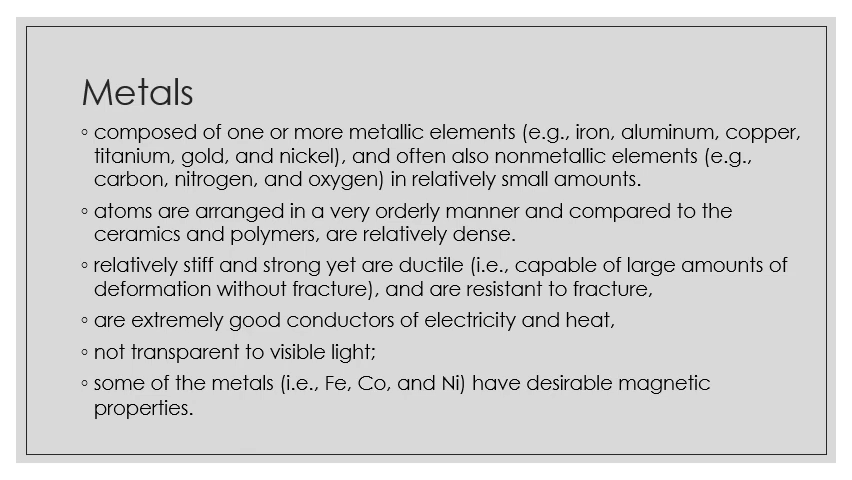 Metals
◦ composed of one or more metallic elements (e.g., iron, aluminum, copper,
titanium, gold, and nickel), and often also nonmetallic elements (e.g.,
carbon, nitrogen, and oxygen) in relatively small amounts.
◦ atoms are arranged in a very orderly manner and compared to the
ceramics and polymers, are relatively dense.
◦ relatively stiff and strong yet are ductile (i.e., capable of large amounts of
deformation without fracture), and are resistant to fracture,
◦ are extremely good conductors of electricity and heat,
◦ not transparent to visible light;
◦ some of the metals (i.e., Fe, Co, and Ni) have desirable magnetic
properties.